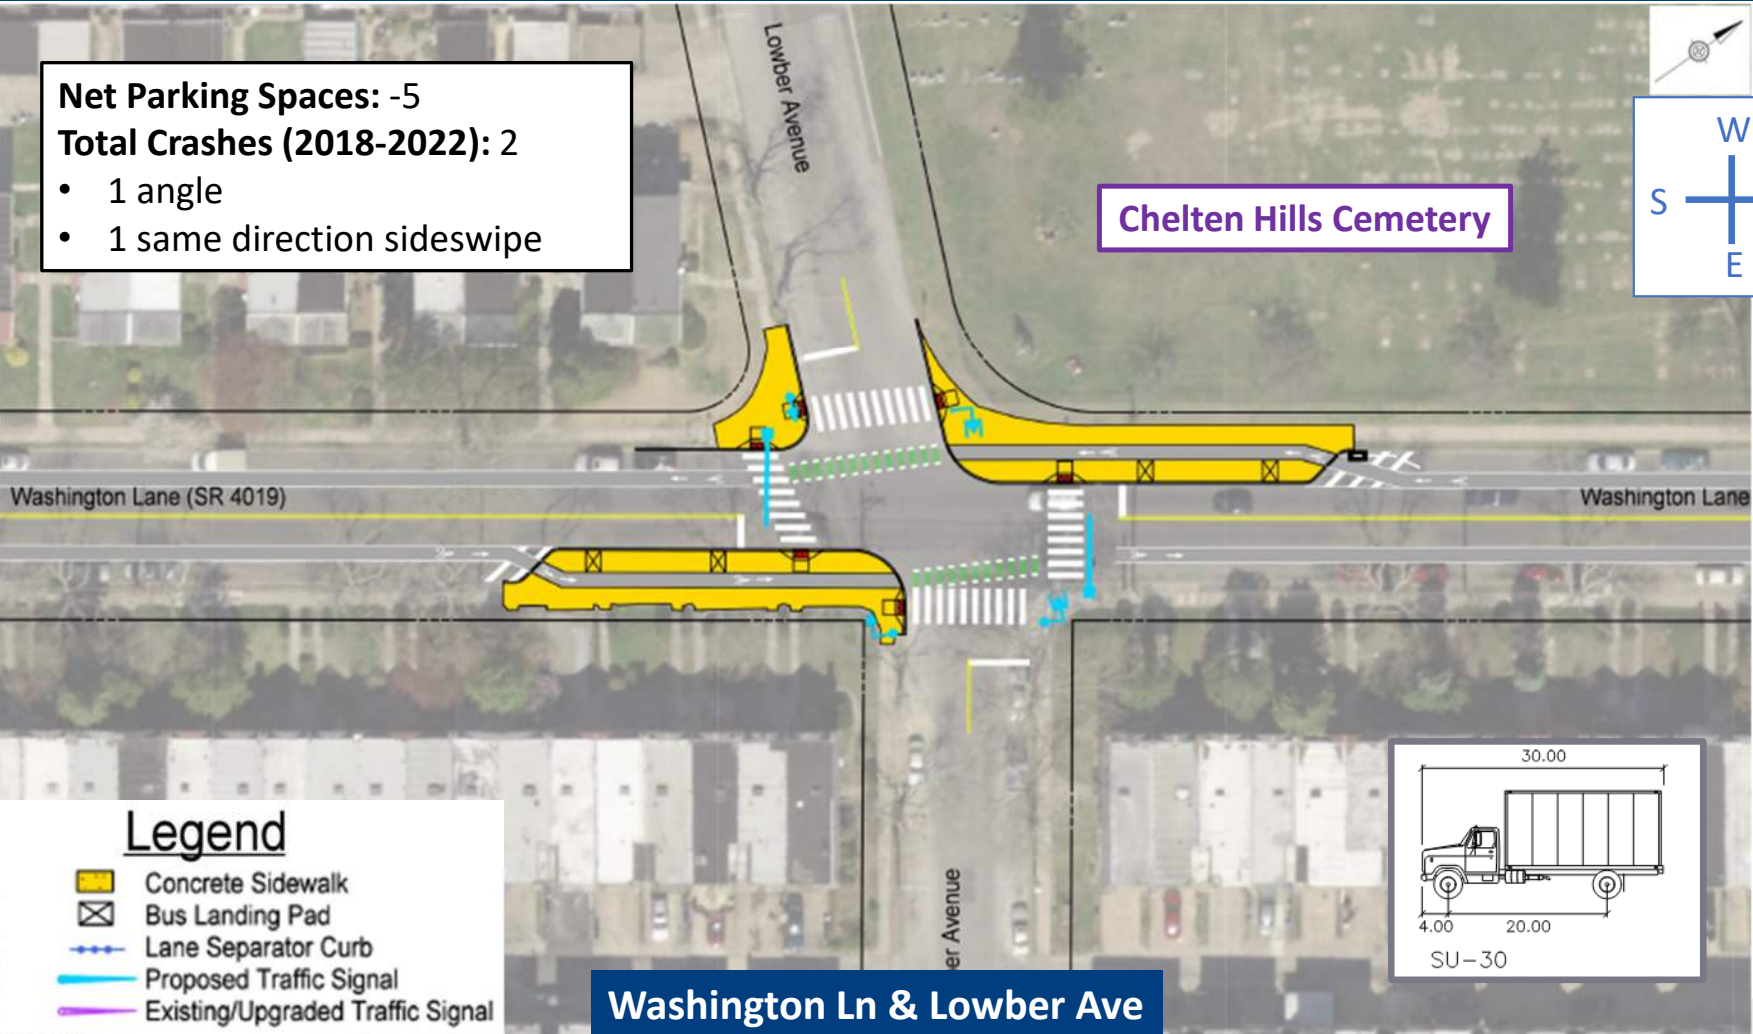 Lowber Avenue
Net Parking Spaces: -5
Total Crashes (2018-2022): 2
• 1 angle
• 1 same direction sideswipe
Chelten Hills Cemetery
W
S
E
Washington Lane (SR 4019)
Washington Lane
30.00
4.00
20.00
SU-30
Legend
Concrete Sidewalk
Bus Landing Pad
Lane Separator Curb
Proposed Traffic Signal
Existing/Upgraded Traffic Signal
ber Avenue
Washington Ln & Lowber Ave